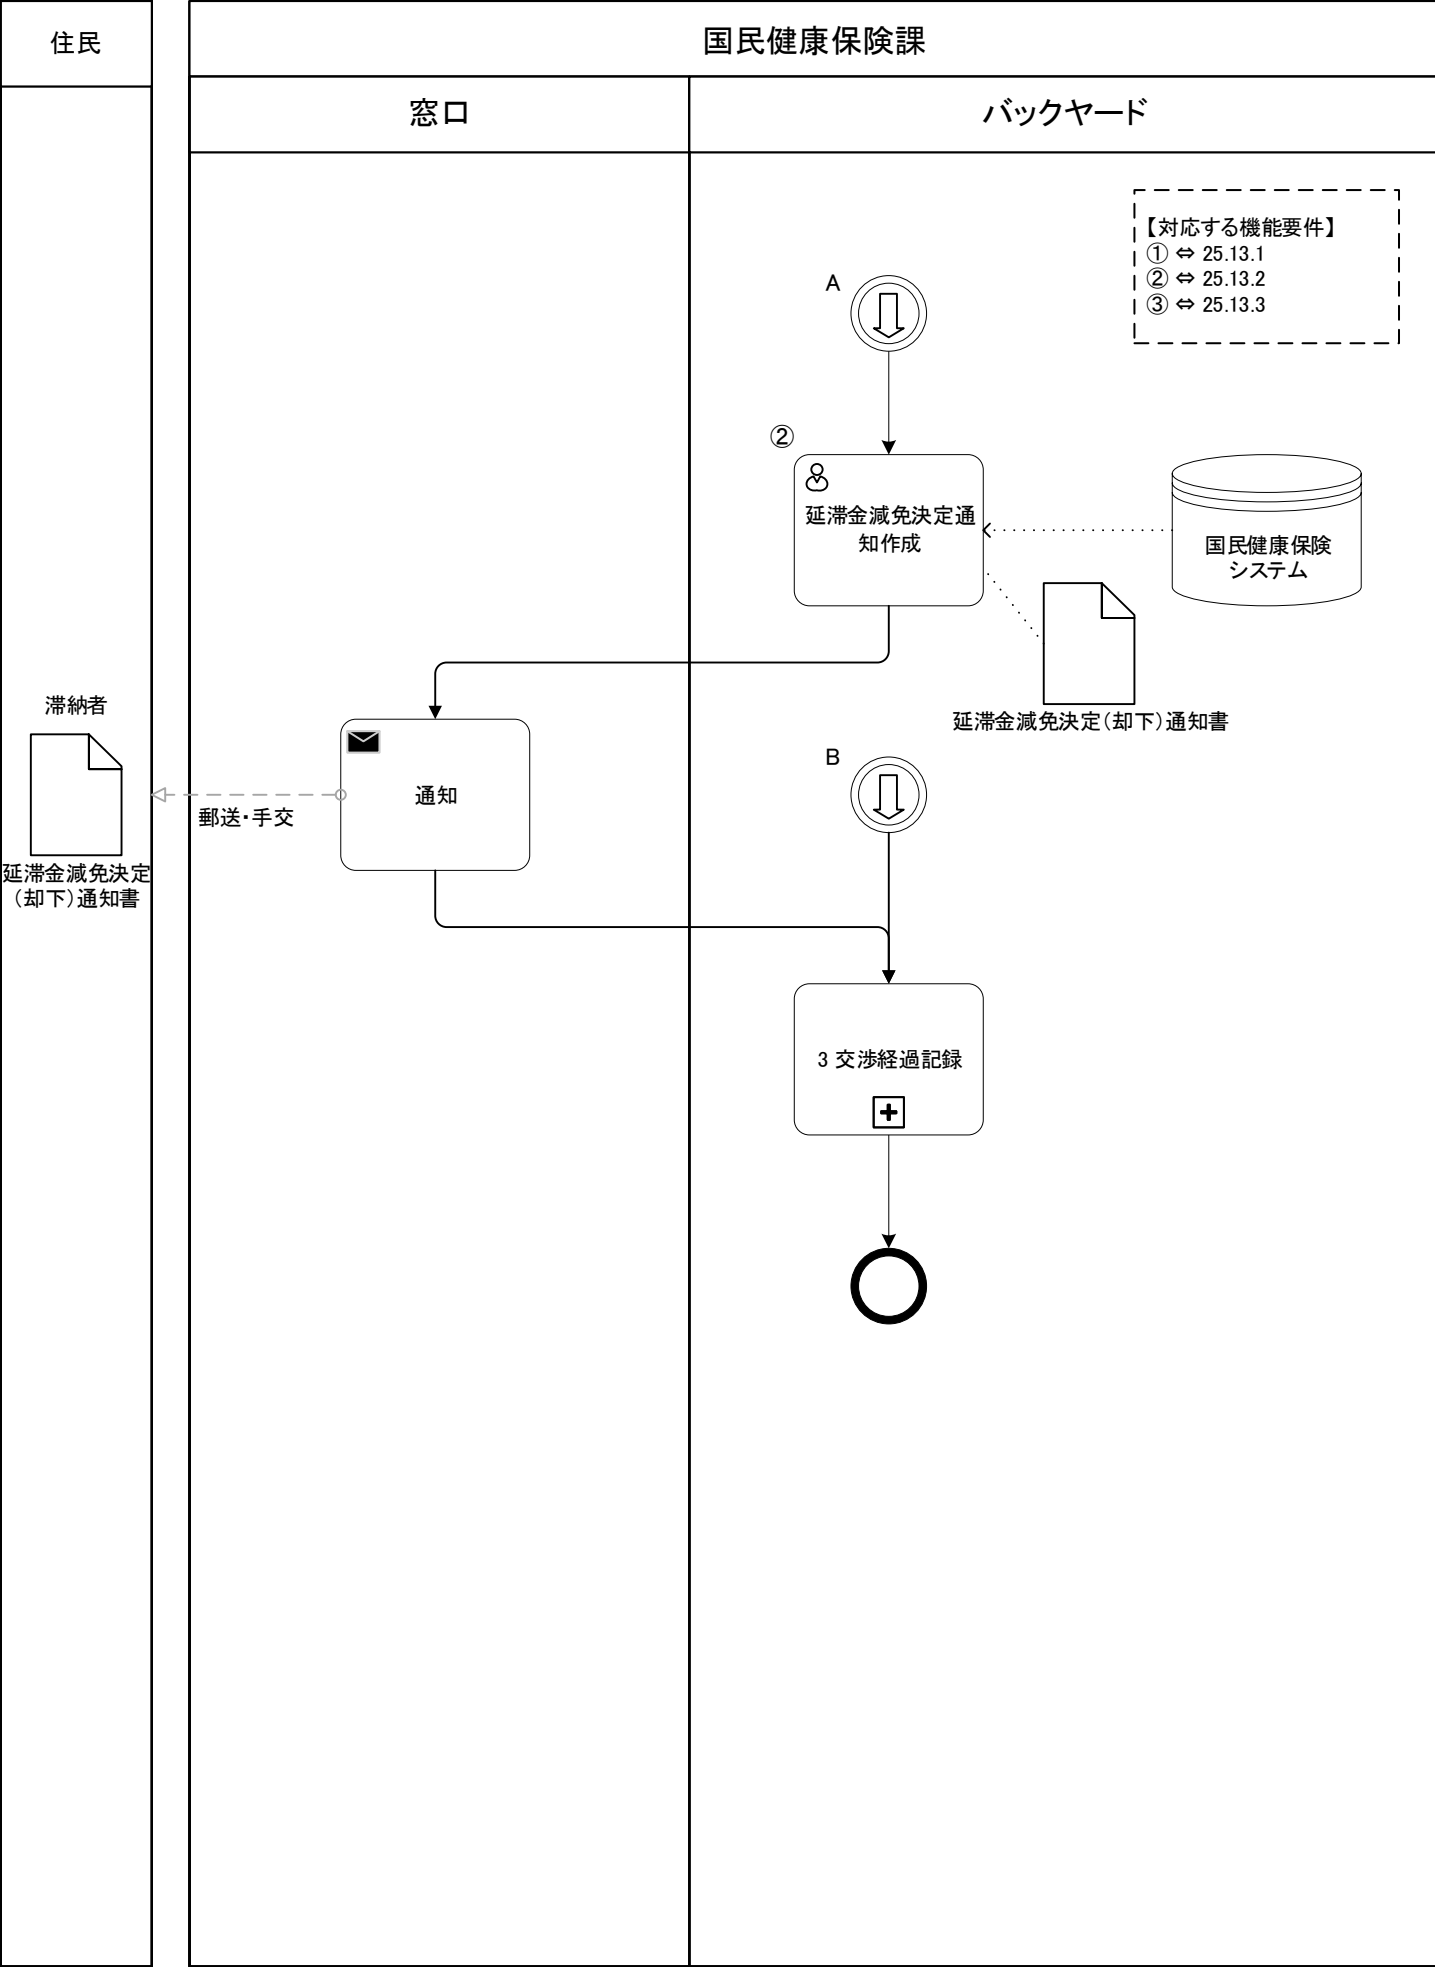 住民
国民健康保険課
窓口
バックヤード
【対応する機能要件】
① ⇔ 25.13.1
② ⇔ 25.13.2
③ ⇔ 25.13.3
A
②
延滞金減免決定通
知作成
国民健康保険
システム
延滞金減免決定（却下）通知書
滞納者
延滞金減免決定
（却下）通知書
郵送・手交
通知
B
3 交渉経過記録